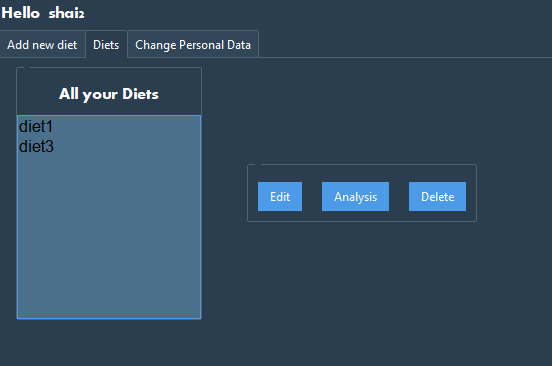 Hello shai2
Add new diet Diets Change Personal Data
All your Diets
diet1
diet3
Edit Analysis Delete